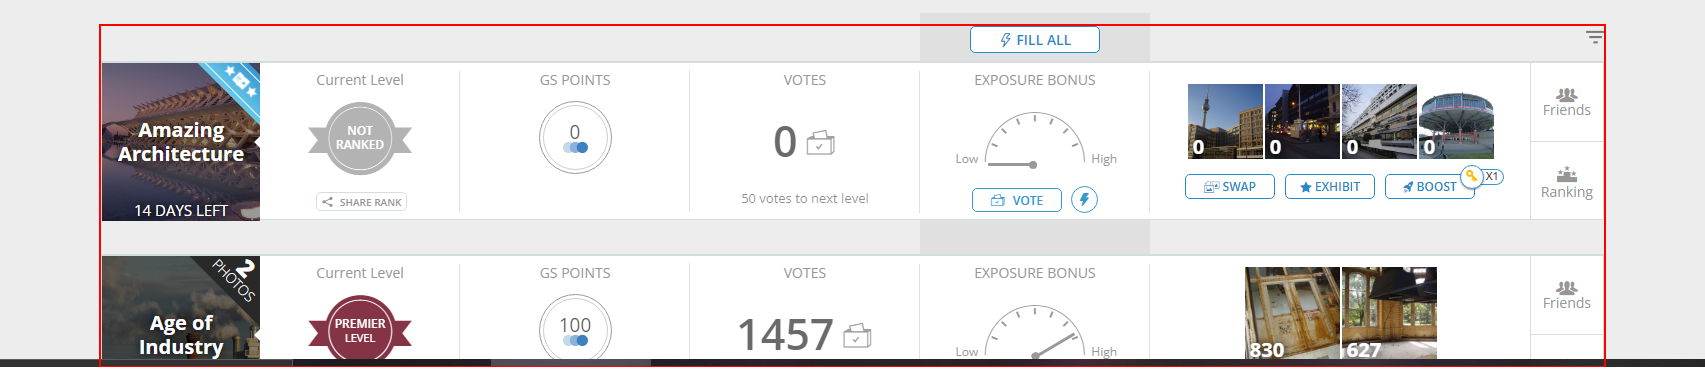 FILL ALL
Amazing
Architecture
14 DAYS LEFT
Current Level
NOT
RANKED
SHARE RANK
GS POINTS
0
VOTES
0
50 votes to next level
EXPOSURE BONUS
Low
High
VOTE
0
0
0
0
SWAP
EXHIBIT
BOOST
X1
Friends
Ranking
2
PHOTOS
Age of
Industry
Current Level
PREMIER
LEVEL
GS POINTS
100
VOTES
1457
EXPOSURE BONUS
Low
High
830
627
Friends